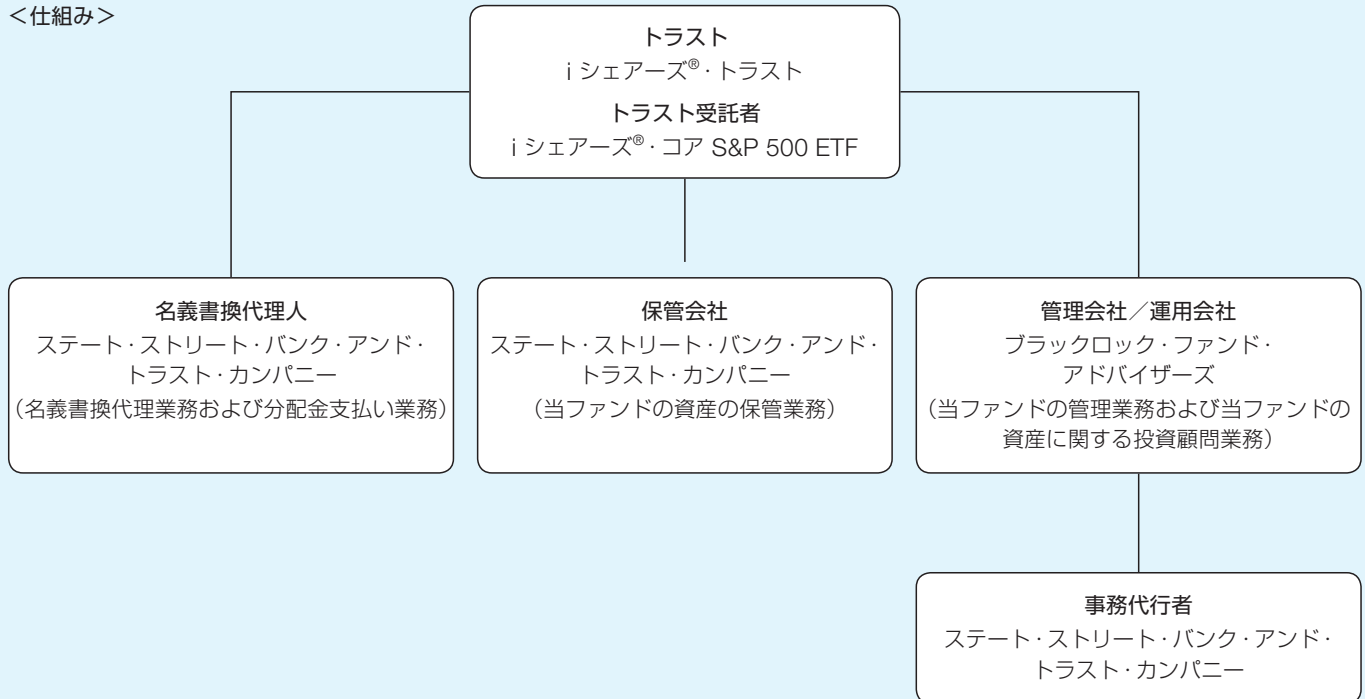 ＜仕組み＞
トラスト
i シェアーズ®・トラスト
トラスト受託者
i シェアーズ®・コア S&P 500 ETF
名義書換代理人
ステート・ストリート・バンク・アンド・
トラスト・カンパニー
（名義書換代理業務および分配金支払い業務）
保管会社
ステート・ストリート・バンク・アンド・
トラスト・カンパニー
（当ファンドの資産の保管業務）
管理会社／運用会社
ブラックロック・ファンド・
アドバイザーズ
（当ファンドの管理業務および当ファンドの
資産に関する投資顧問業務）
事務代行者
ステート・ストリート・バンク・アンド・
トラスト・カンパニー